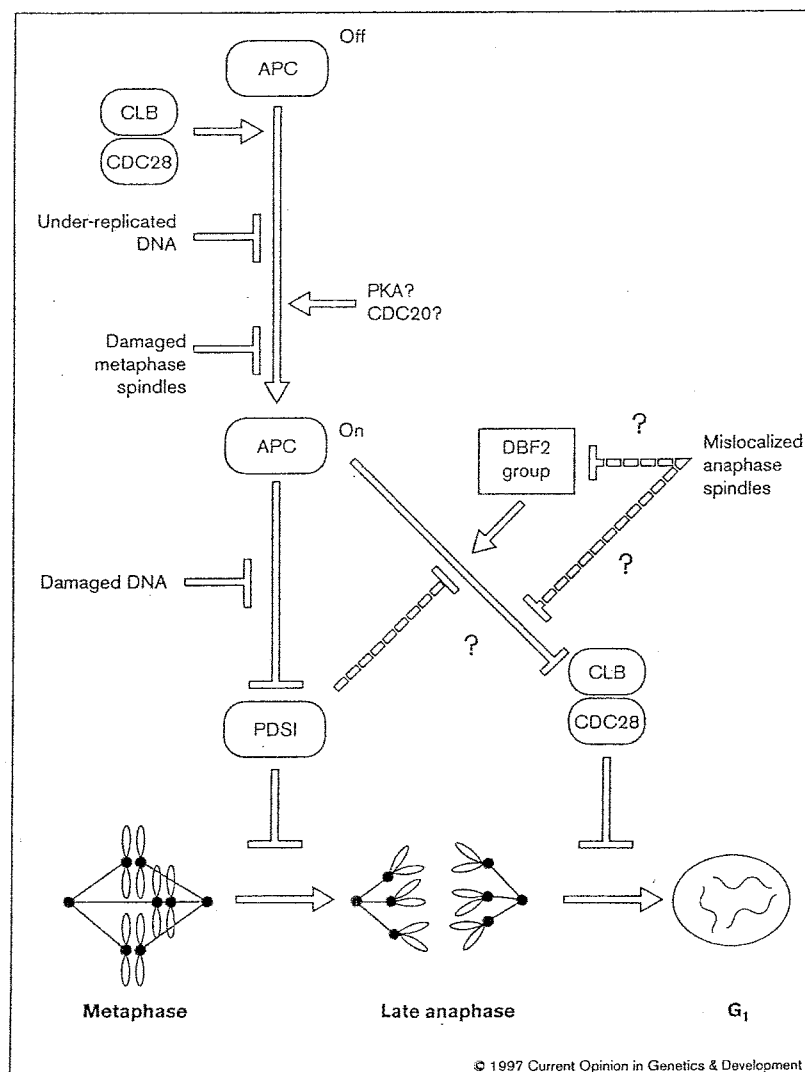 Off
APC
CLB
CDC28
Under-replicated
DNA
PKA?
CDC20?
Damaged
metaphase
spindles
APC
On
DBF2
group
?
Mislocalized
anaphase
spindles
?
Damaged DNA
?
CLB
CDC28
PDSI
Metaphase
Late anaphase
G₁
© 1997 Current Opinion in Genetics & Development